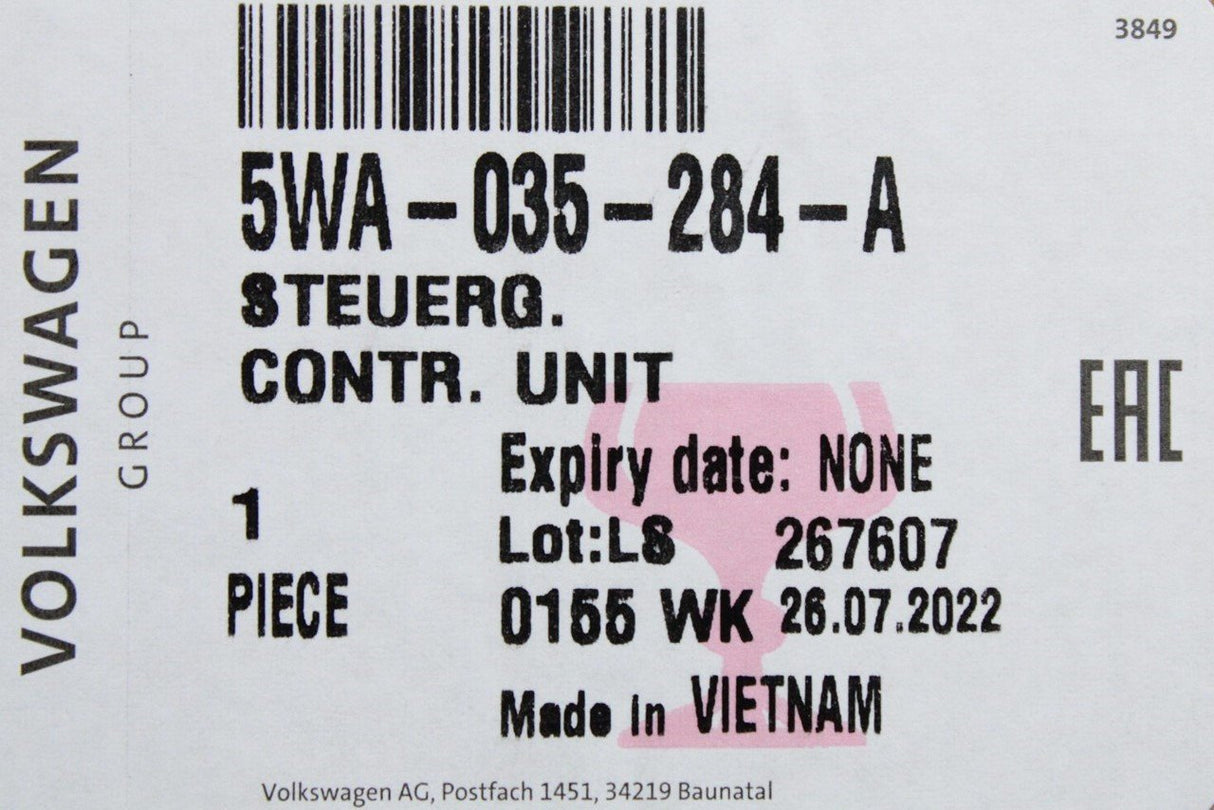 3849
VOLKSWAGEN
GROUP
5WA-035-284-A
STEUERG.
CONTR. UNIT
EAC
Expiry date: NONE
1
Lot:LS 267607
PIECE
0155 WK 26.07.2022
Made in VIETNAM
Volkswagen AG, Postfach 1451, 34219 Baunatal